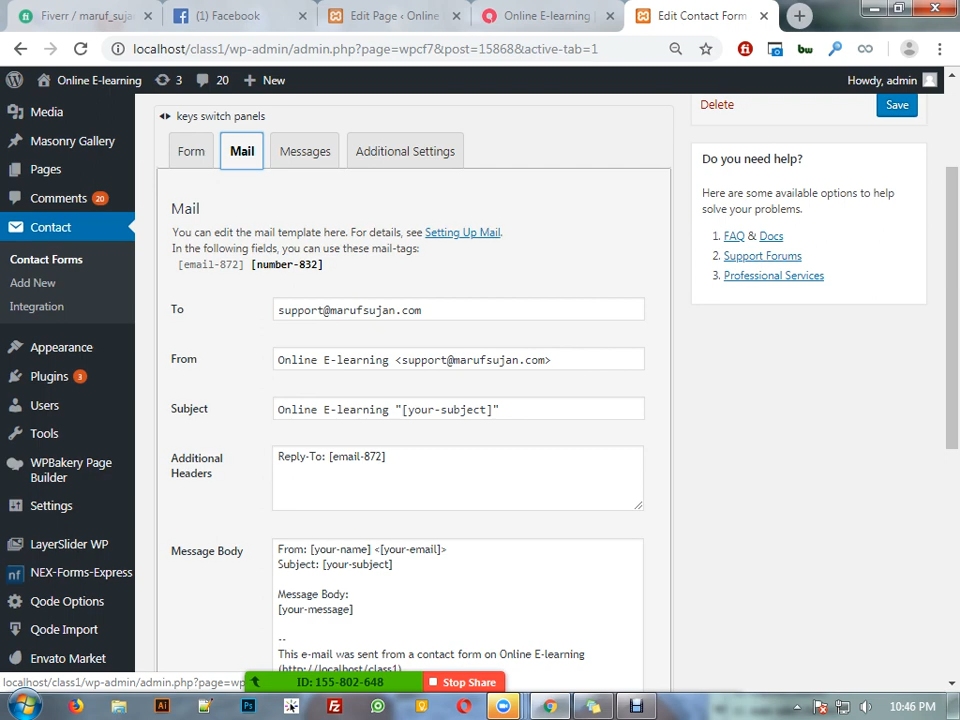 Fiverr / maruf_sujan
(1) Facebook
Edit Page ‹ Online
Online E-learning |
Edit Contact Form
localhost/class1/wp-admin/admin.php?page=wpcf7&post=15868&active-tab=1
bw
Online E-learning 3 20 New
Howdy, admin
Media
Masonry Gallery
Pages
Comments 20
Contact
Contact Forms
Add New
Integration
Appearance
Plugins 3
Users
Tools
WPBakery Page
Builder
Settings
LayerSlider WP
nf NEX-Forms-Express
Qode Options
Qode Import
Envato Market
keys switch panels
Form
Mail
Messages
Additional Settings
Mail
You can edit the mail template here. For details, see Setting Up Mail.
In the following fields, you can use these mail-tags:
[email-872] [number-832]
To
support@marufsujan.com
From
Online E-learning <support@marufsujan.com>
Subject
Online E-learning "[your-subject]"
Additional
Headers
Reply-To: [email-872]
Message Body
From: [your-name] <[your-email]>
Subject: [your-subject]
Message Body:
[your-message]
--
This e-mail was sent from a contact form on Online E-learning
(http://localhost/class1)
Delete
Save
Do you need help?
Here are some available options to help
solve your problems.
1. FAQ & Docs
2. Support Forums
3. Professional Services
localhost/class1/wp-admin/admin.php?page=wp
ID: 155-802-648
Stop Share
Ai
Ps
10:46 PM